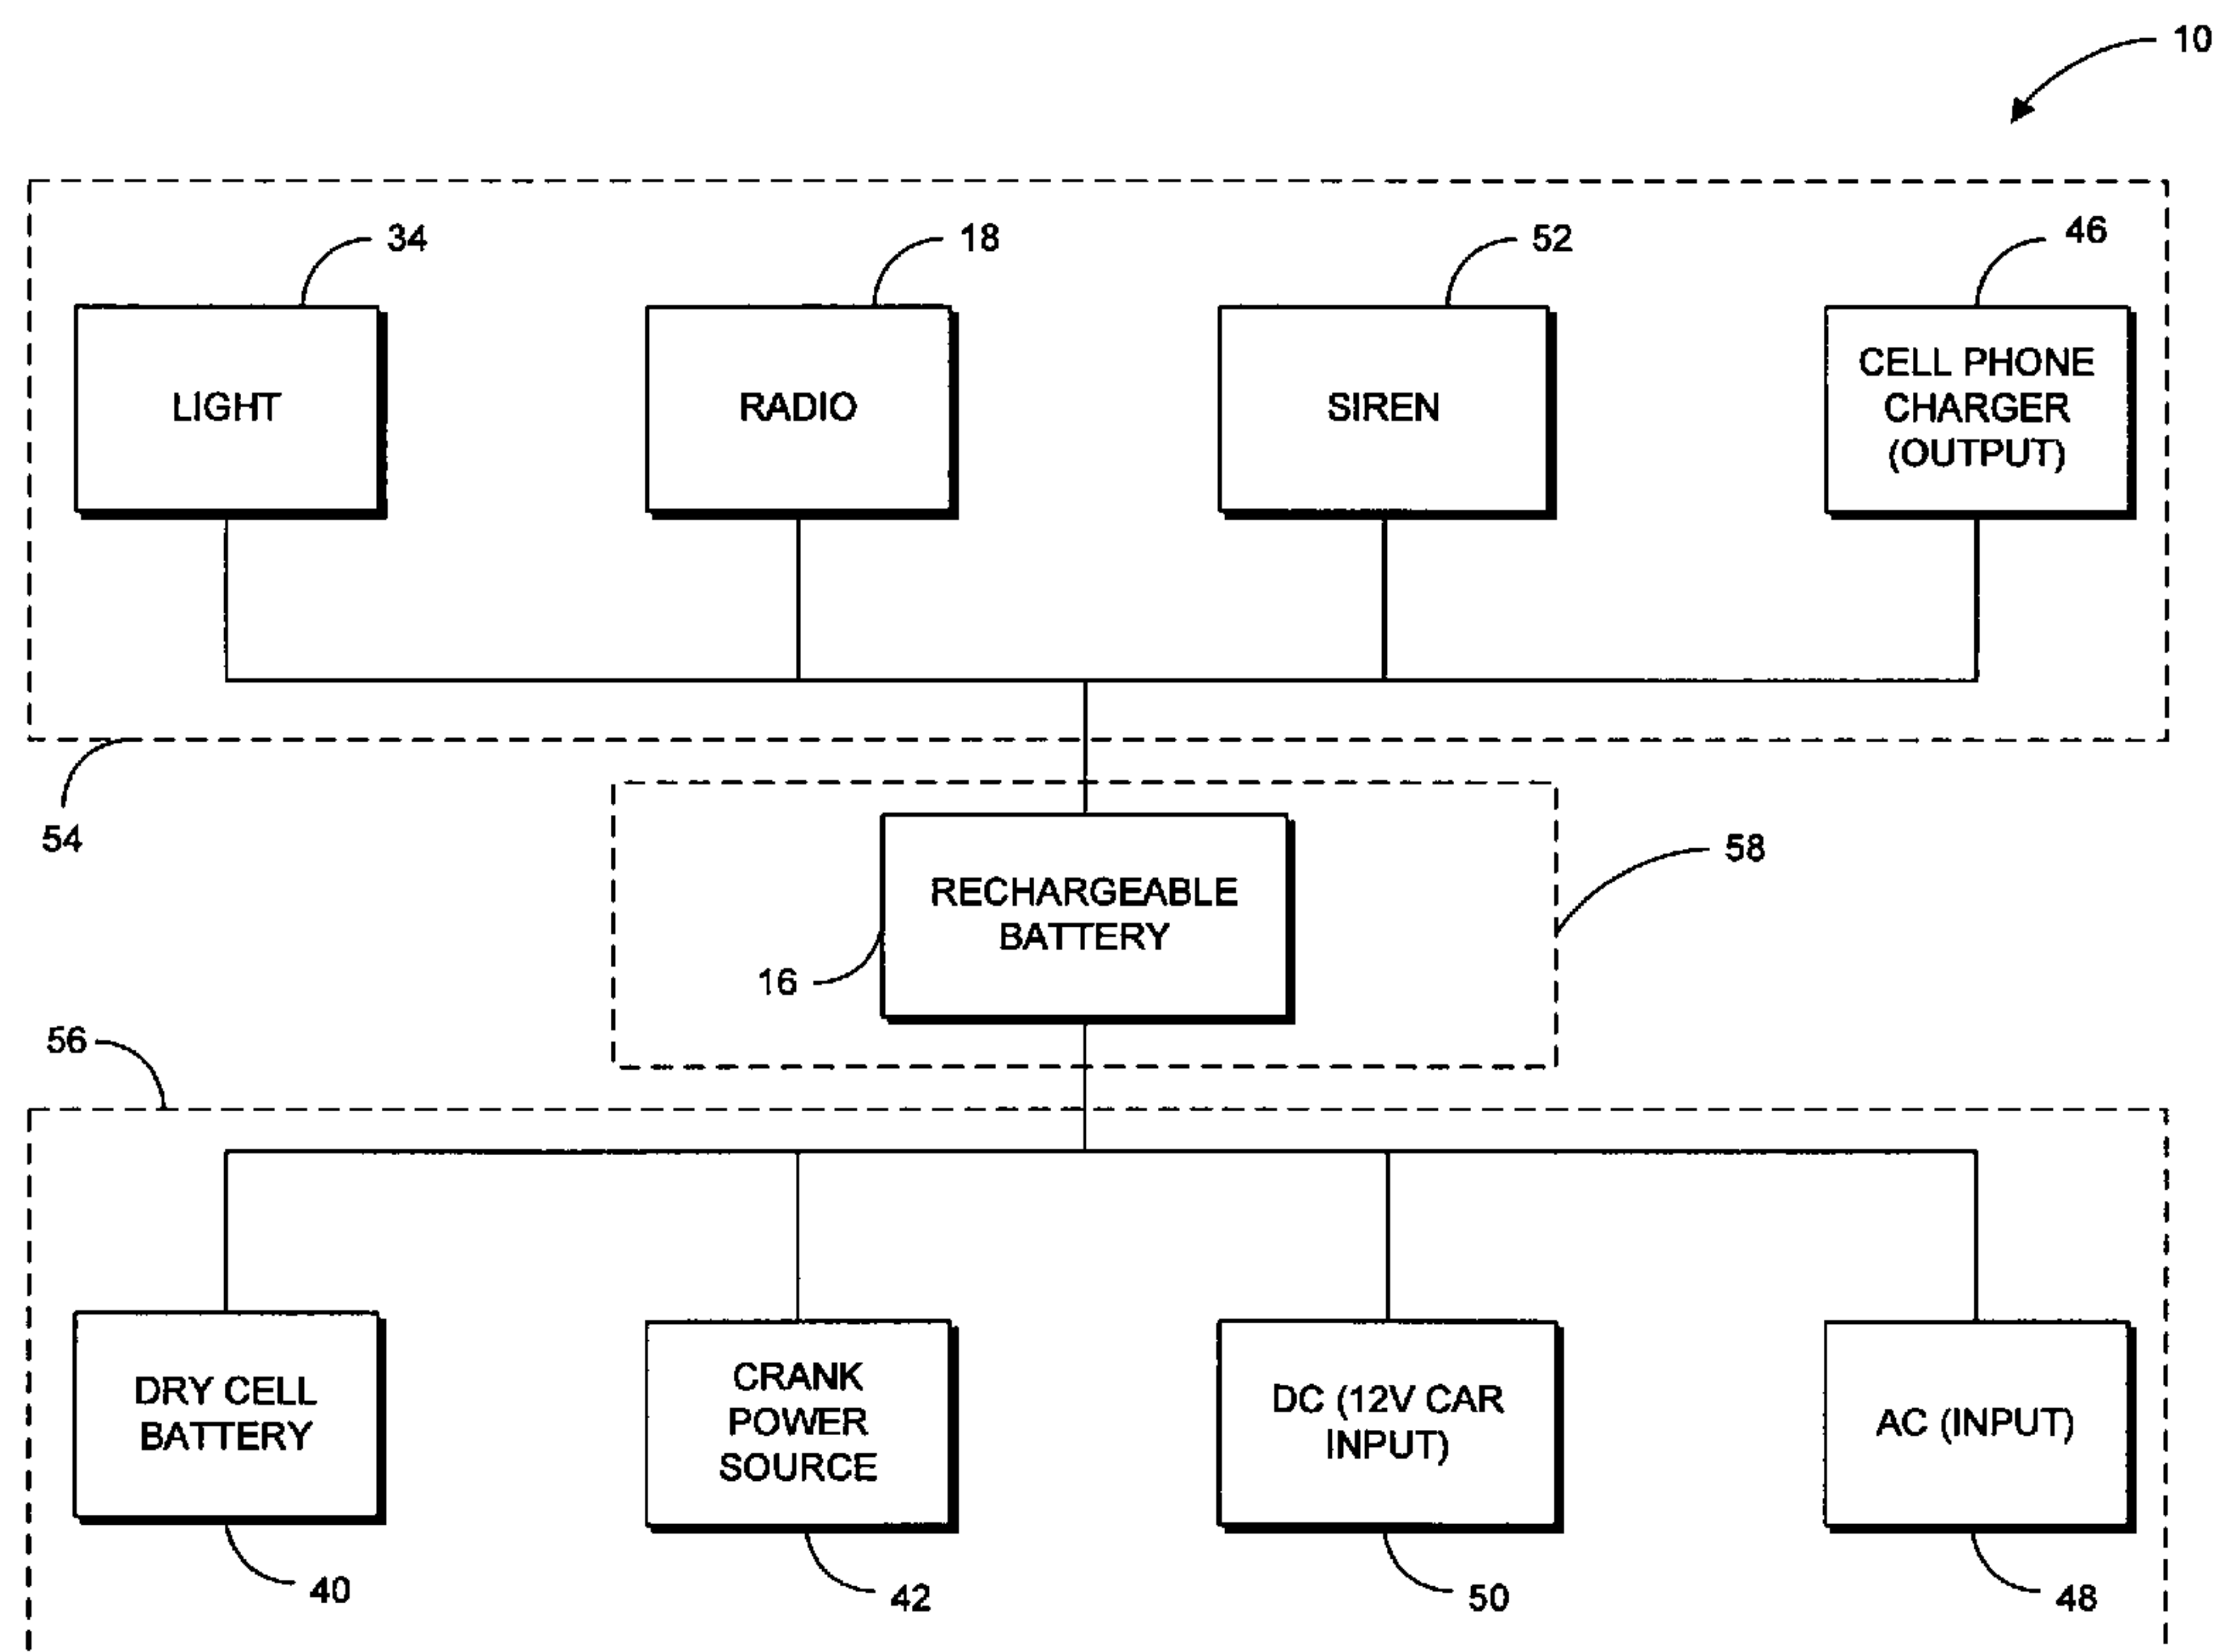 10
34
18
52
46
LIGHT
RADIO
SIREN
CELL PHONE
CHARGER
(OUTPUT)
54
58
RECHARGEABLE
BATTERY
16
56
DRY CELL
BATTERY
CRANK
POWER
SOURCE
DC (12V CAR
INPUT)
AC (INPUT)
40
42
50
48